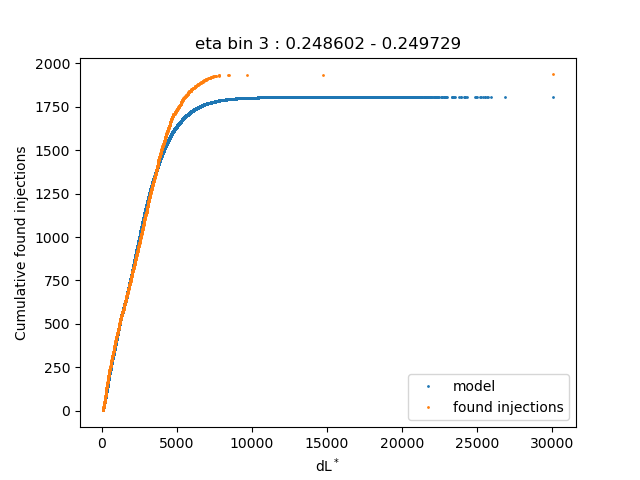 eta bin 3 : 0.248602 - 0.249729
Cumulative found injections
2000
1750
1500
1250
1000
750
500
250
0
0 5000 10000 15000 20000 25000 30000
dL*
model
found injections